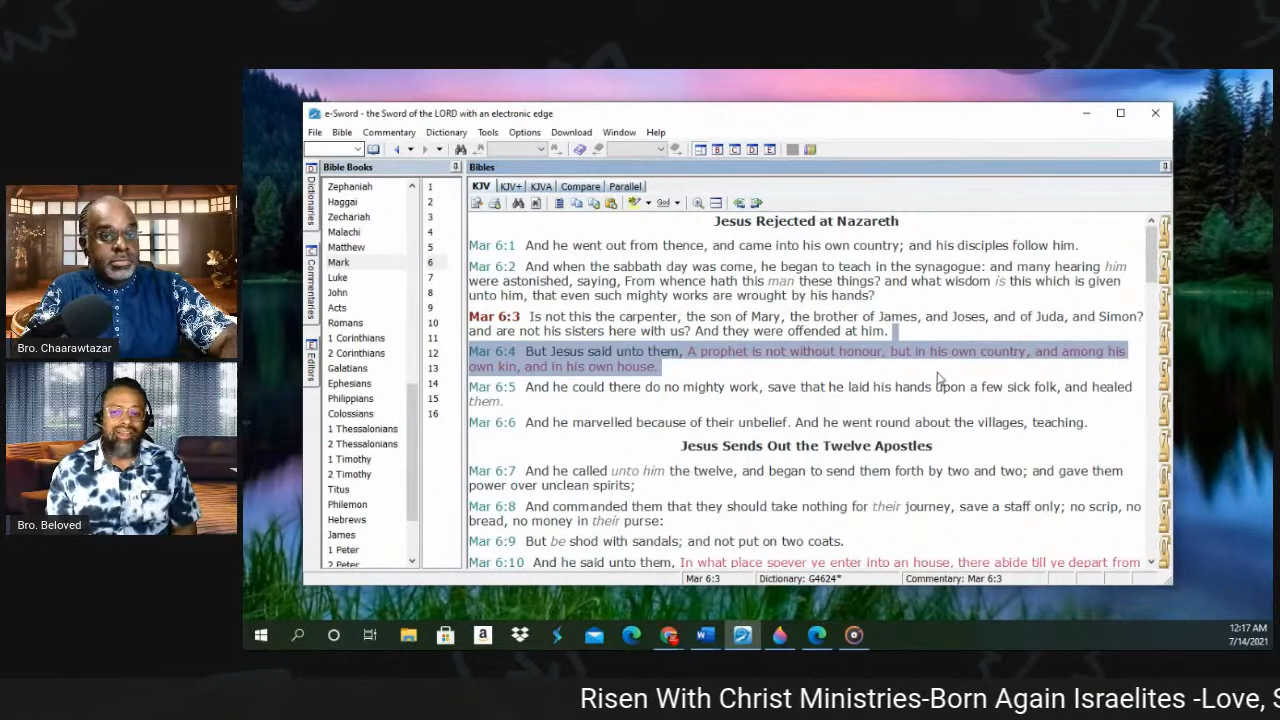 e-Sword - the Sword of the LORD with an electronic edge
File Bible Commentary Dictionary Tools Options Download Window Help
Bible Books
Bibles
Dictionaries
Commentaries
Editors
Zephaniah
Haggai
Zechariah
Malachi
Matthew
Mark
Luke
John
Acts
Romans
1 Corinthians
2 Corinthians
Galatians
Ephesians
Philippians
Colossians
1 Thessalonians
2 Thessalonians
1 Timothy
2 Timothy
Titus
Philemon
Hebrews
James
1 Peter
2 Peter
1
2
3
4
5
6
7
8
9
10
11
12
13
14
15
16
KJV KJV+ KJVA Compare Parallel
Jesus Rejected at Nazareth
Mar 6:1 And he went out from thence, and came into his own country; and his disciples follow him.
Mar 6:2 And when the sabbath day was come, he began to teach in the synagogue: and many hearing him
were astonished, saying, From whence hath this man these things? and what wisdom is this which is given
unto him, that even such mighty works are wrought by his hands?
Mar 6:3 Is not this the carpenter, the son of Mary, the brother of James, and Joses, and of Juda, and Simon?
and are not his sisters here with us? And they were offended at him.
Mar 6:4 But Jesus said unto them, A prophet is not without honour, but in his own country, and among his
own kin, and in his own house.
Mar 6:5 And he could there do no mighty work, save that he laid his hands upon a few sick folk, and healed
them.
Mar 6:6 And he marvelled because of their unbelief. And he went round about the villages, teaching.
Jesus Sends Out the Twelve Apostles
Mar 6:7 And he called unto him the twelve, and began to send them forth by two and two; and gave them
power over unclean spirits;
Mar 6:8 And commanded them that they should take nothing for their journey, save a staff only; no scrip, no
bread, no money in their purse:
Mar 6:9 But be shod with sandals; and not put on two coats.
Mar 6:10 And he said unto them, In what place soever ye enter into an house, there abide till ye depart from
Mar 6:3 Dictionary: G4624* Commentary: Mar 6:3
Bro. Chaarawtazar
Bro. Beloved
12:17 AM
7/14/2021
Risen With Christ Ministries-Born Again Israelites -Love, S